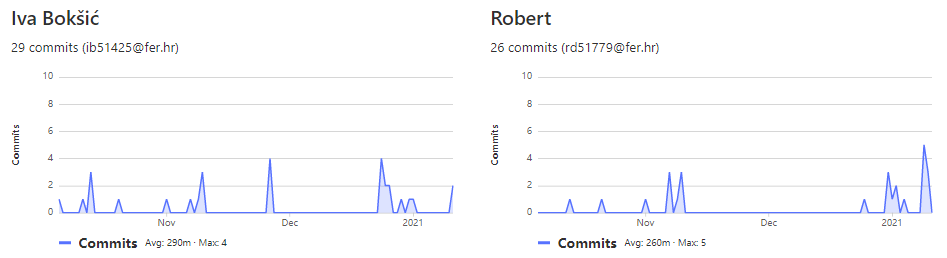 Iva Bokšić
29 commits (ib51425@fer.hr)
10
8
6
4
2
0
Commits
Nov
Dec
2021
Commits Avg: 290m · Max: 4
Robert
26 commits (rd51779@fer.hr)
10
8
6
4
2
0
Commits
Nov
Dec
2021
Commits Avg: 260m · Max: 5